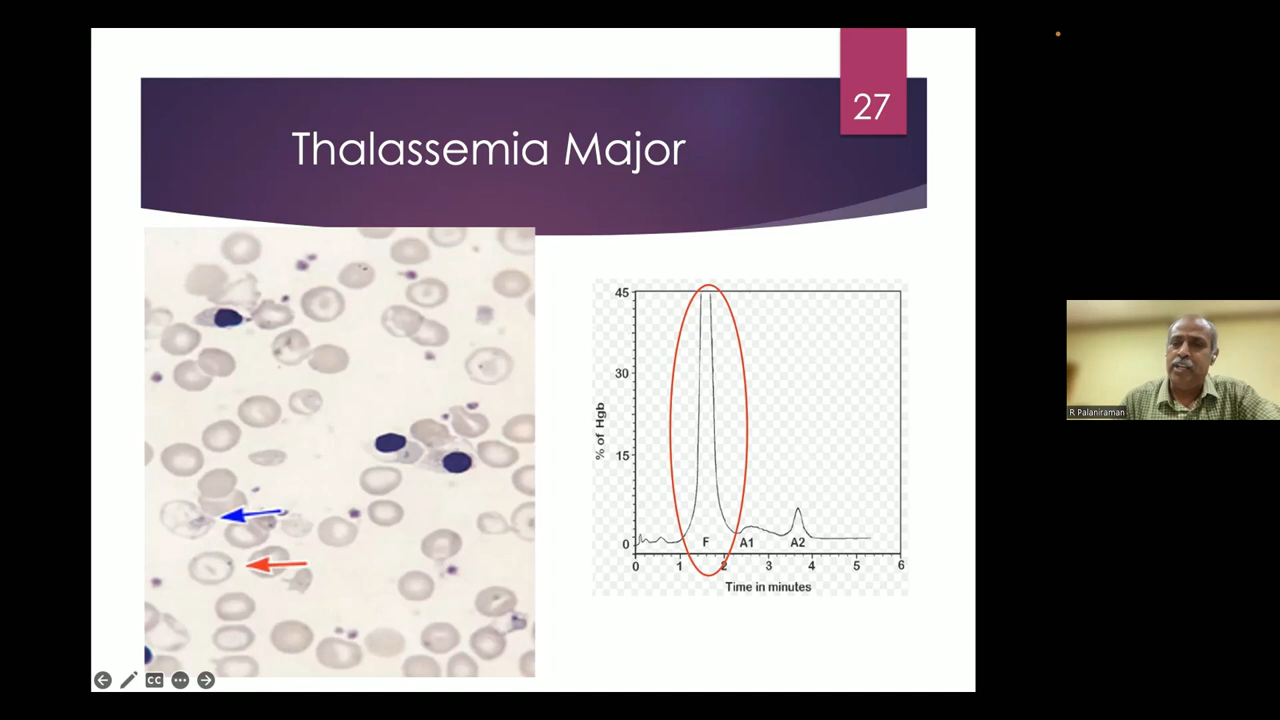 27
Thalassemia Major
45
30
15
0
% of Hgb
F
A1
A2
0 1 2 3 4 5 6
Time in minutes
CC
R Palaniraman